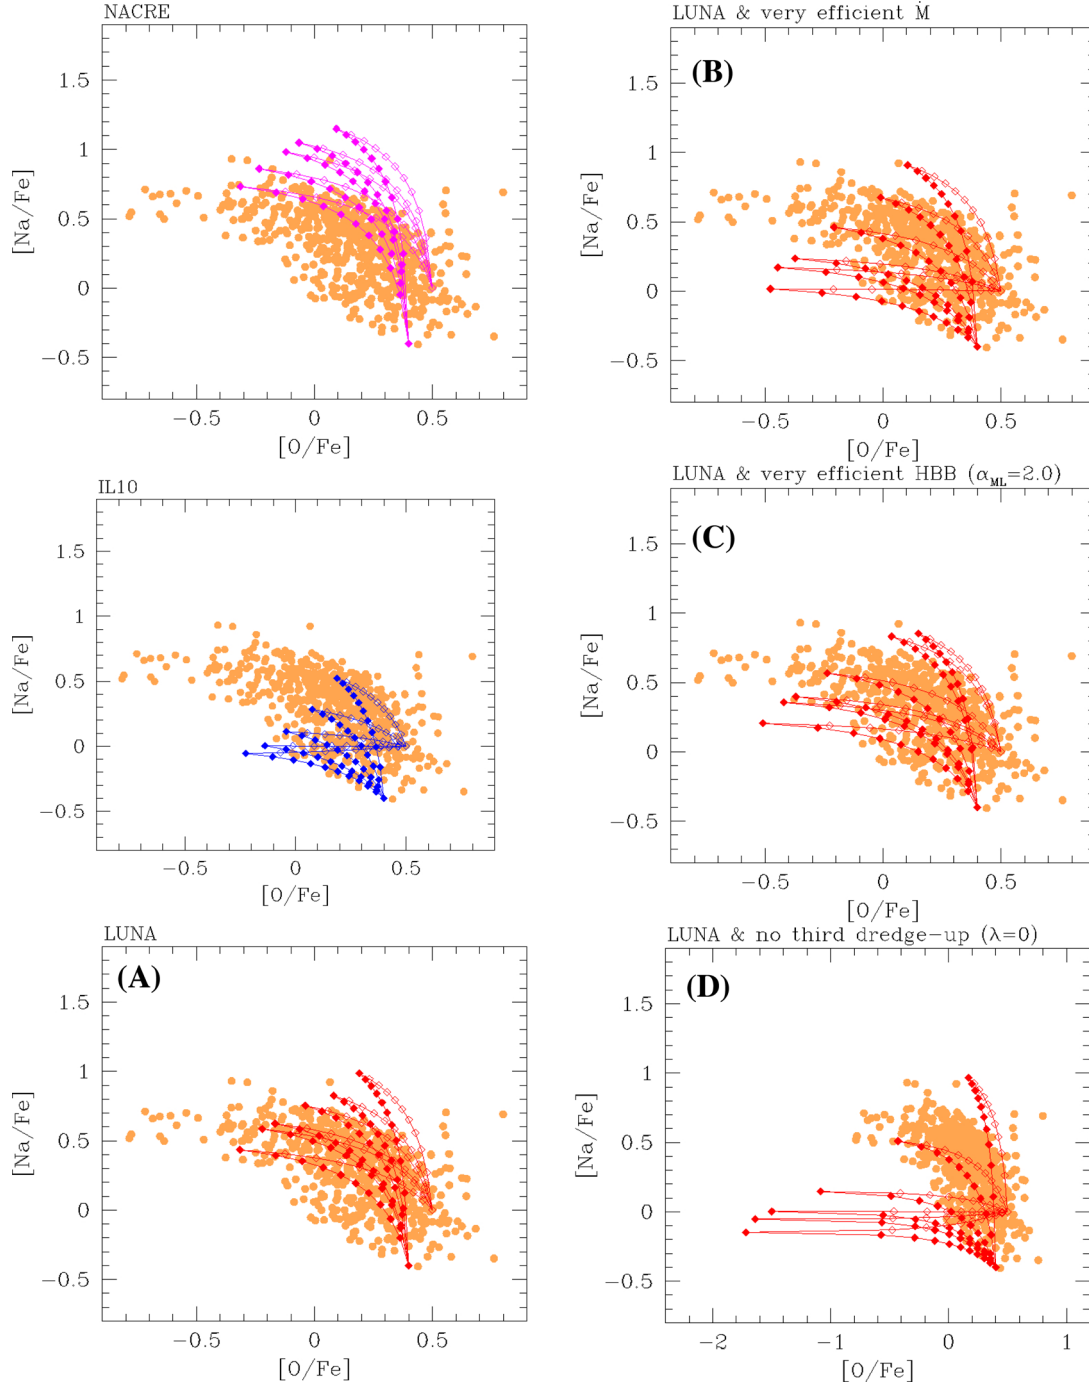 NACRE
1.5
1
0.5
0
−0.5
[Na/Fe]
−0.5
0
0.5
[O/Fe]
LUNA & very efficient Ṁ
(B)
1.5
1
0.5
0
−0.5
[Na/Fe]
−0.5
0
0.5
[O/Fe]
IL10
1.5
1
0.5
0
−0.5
[Na/Fe]
−0.5
0
0.5
[O/Fe]
LUNA & very efficient HBB (αML=2.0)
(C)
1.5
1
0.5
0
−0.5
[Na/Fe]
−0.5
0
0.5
[O/Fe]
LUNA
(A)
1.5
1
0.5
0
−0.5
[Na/Fe]
−0.5
0
0.5
[O/Fe]
LUNA & no third dredge−up (λ=0)
(D)
1.5
1
0.5
0
−0.5
[Na/Fe]
−2
−1
0
1
[O/Fe]